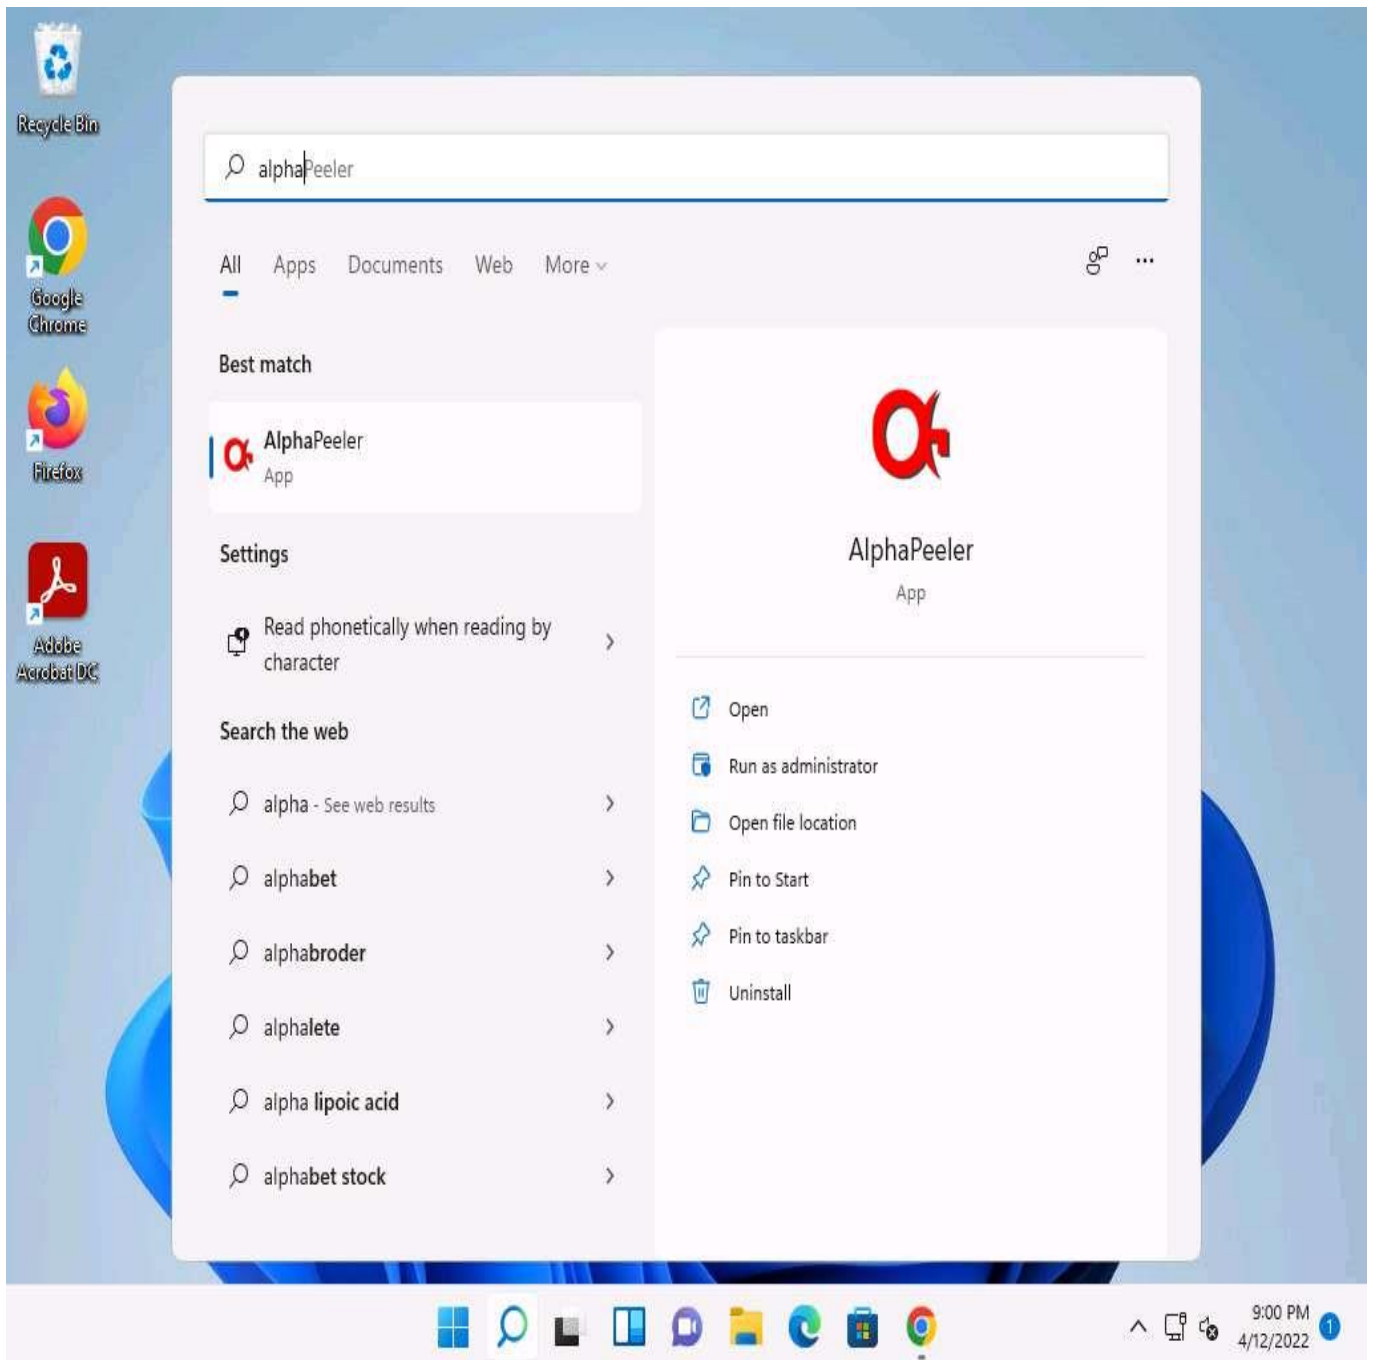 Recycle Bin
Google
Chrome
Firefox
Adobe
Acrobat DC
alphaPeeler
All Apps Documents Web More
Best match
AlphaPeeler
App
Settings
Read phonetically when reading by
character
Search the web
alpha - See web results
alphabet
alphabroder
alphalete
alpha lipoic acid
alphabet stock
AlphaPeeler
App
Open
Run as administrator
Open file location
Pin to Start
Pin to taskbar
Uninstall
9:00 PM
4/12/2022
1